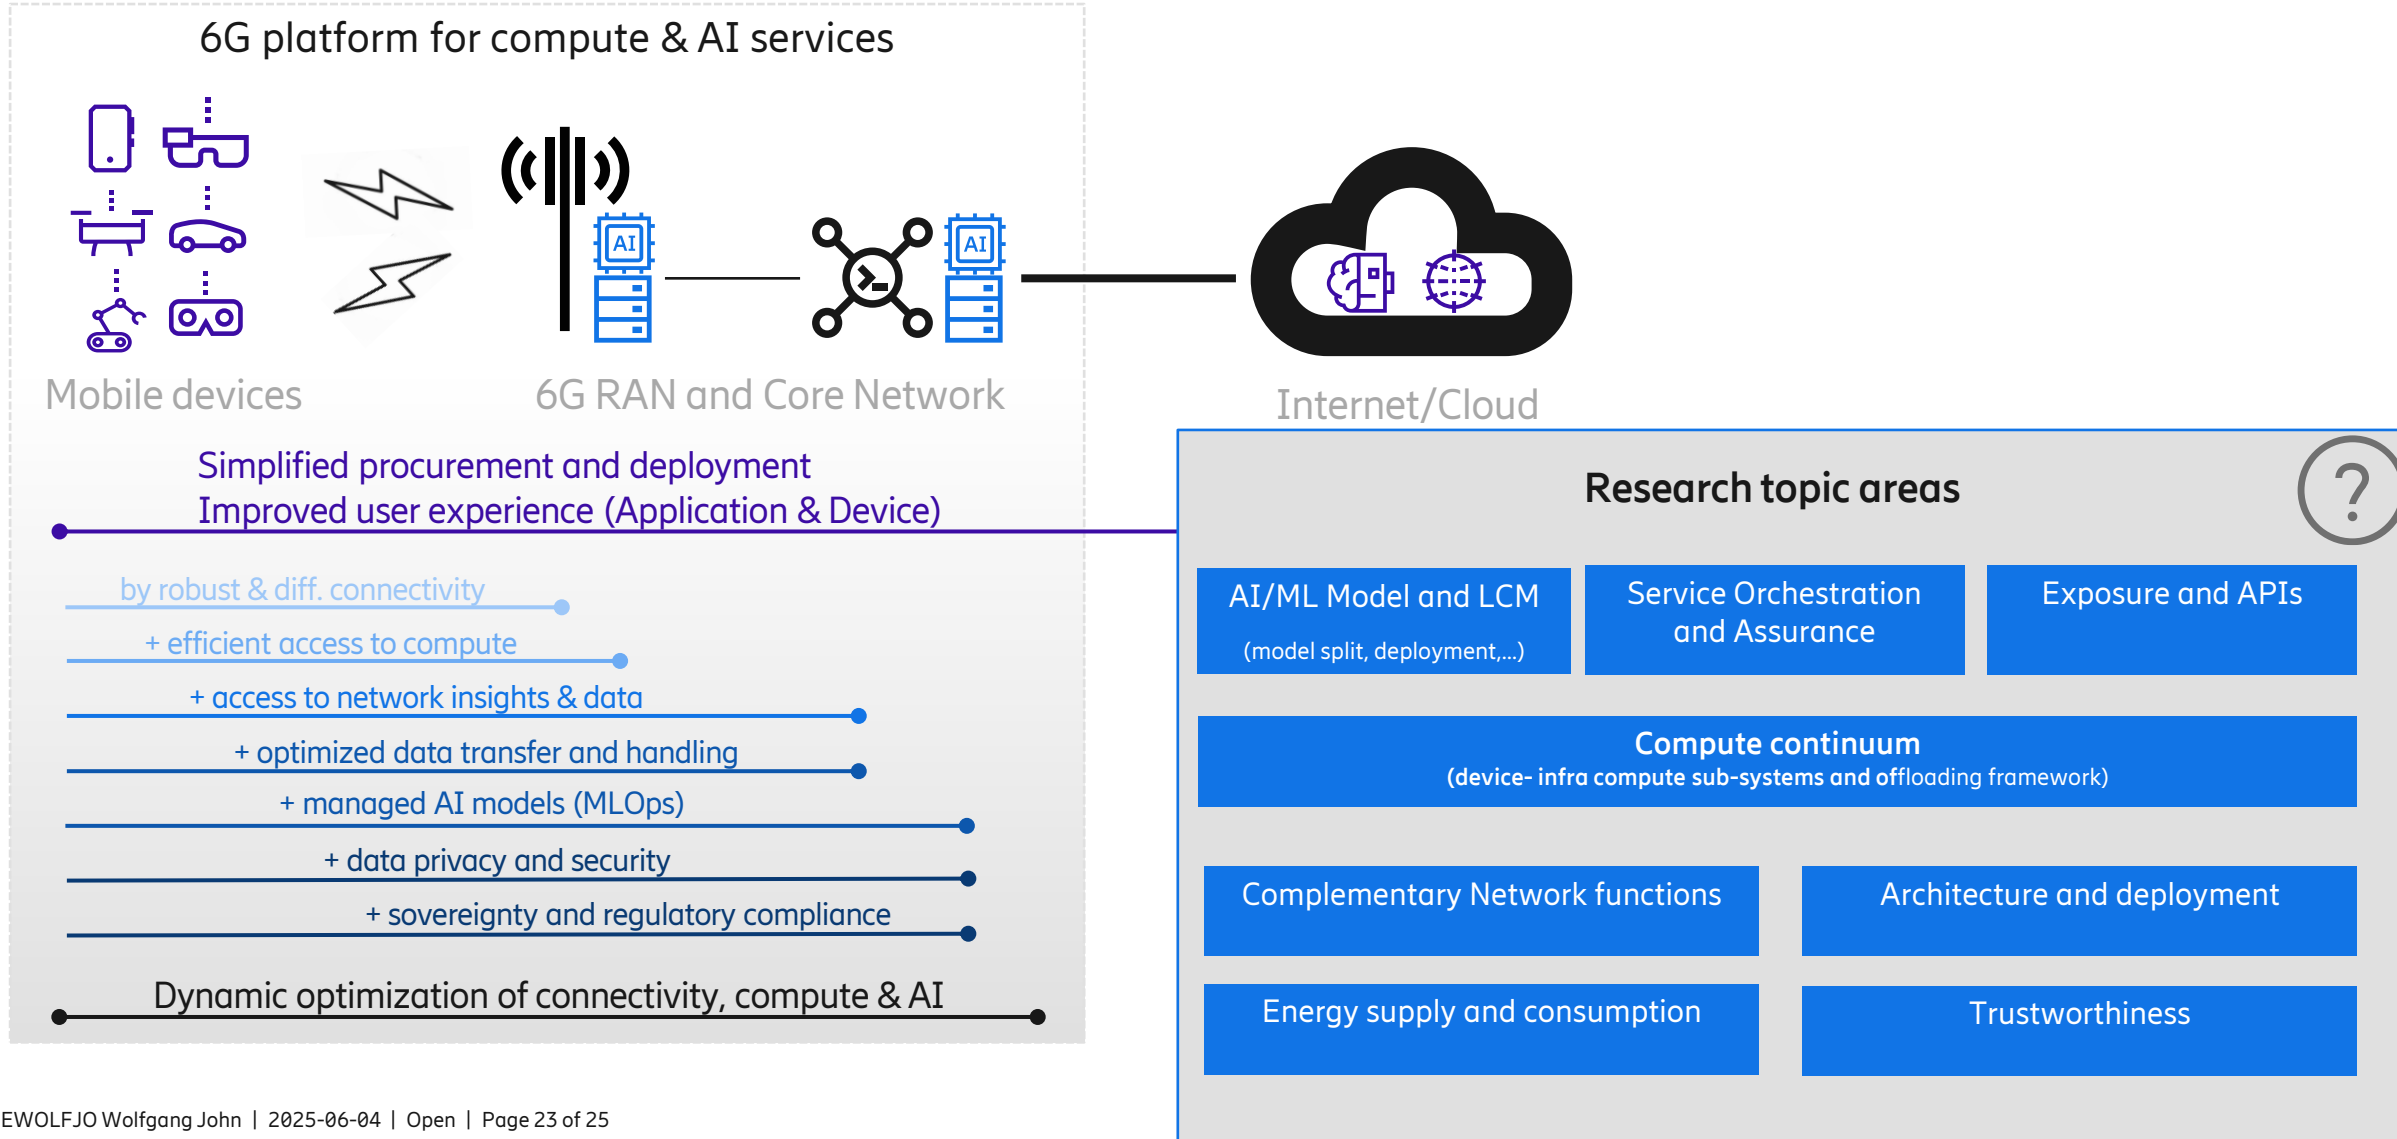 6G platform for compute & AI services
AI
AI
Mobile devices
6G RAN and Core Network
Internet/Cloud
Simplified procurement and deployment
Improved user experience (Application & Device)
by robust & diff. connectivity
+ efficient access to compute
+ access to network insights & data
+ optimized data transfer and handling
+ managed AI models (MLOps)
+ data privacy and security
+ sovereignty and regulatory compliance
Dynamic optimization of connectivity, compute & AI
Research topic areas
?
AI/ML Model and LCM
(model split, deployment,...)
Service Orchestration
and Assurance
Exposure and APIs
Compute continuum
(device- infra compute sub-systems and offloading framework)
Complementary Network functions
Architecture and deployment
Energy supply and consumption
Trustworthiness
EWOLFJO Wolfgang John | 2025-06-04 | Open | Page 23 of 25